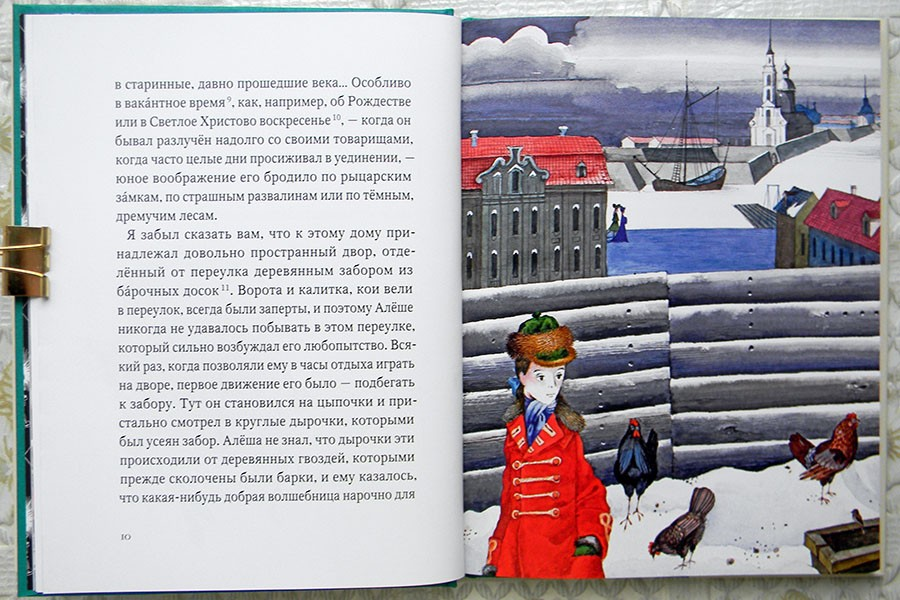 в старинные, давно прошедшие века... Особливо
в вака́нтное время⁹, как, например, об Рождестве
или в Светлое Христово воскресенье¹⁰, — когда он
бывал разлучён надолго со своими товарищами,
когда часто целые дни просиживал в уединении, —
юное воображение его бродило по рыцарским
за́мкам, по страшным развалинам или по тёмным,
дремучим лесам.
Я забыл сказать вам, что к этому дому при-
надлежал довольно пространный двор, отде-
лённый от переулка деревянным забором из
ба́рочных досок¹¹. Ворота и калитка, кои вели
в переулок, всегда были заперты, и поэтому Алёше
никогда не удавалось побывать в этом переулке,
который сильно возбуждал его любопытство. Вся-
кий раз, когда позволяли ему в часы отдыха играть
на дворе, первое движение его было — подбегать
к забору. Тут он становился на цыпочки и при-
стально смотрел в круглые дырочки, которыми
был усеян забор. Алёша не знал, что дырочки эти
происходили от деревянных гвоздей, которыми
прежде сколочены были барки, и ему казалось,
что какая-нибудь добрая волшебница нарочно для
10